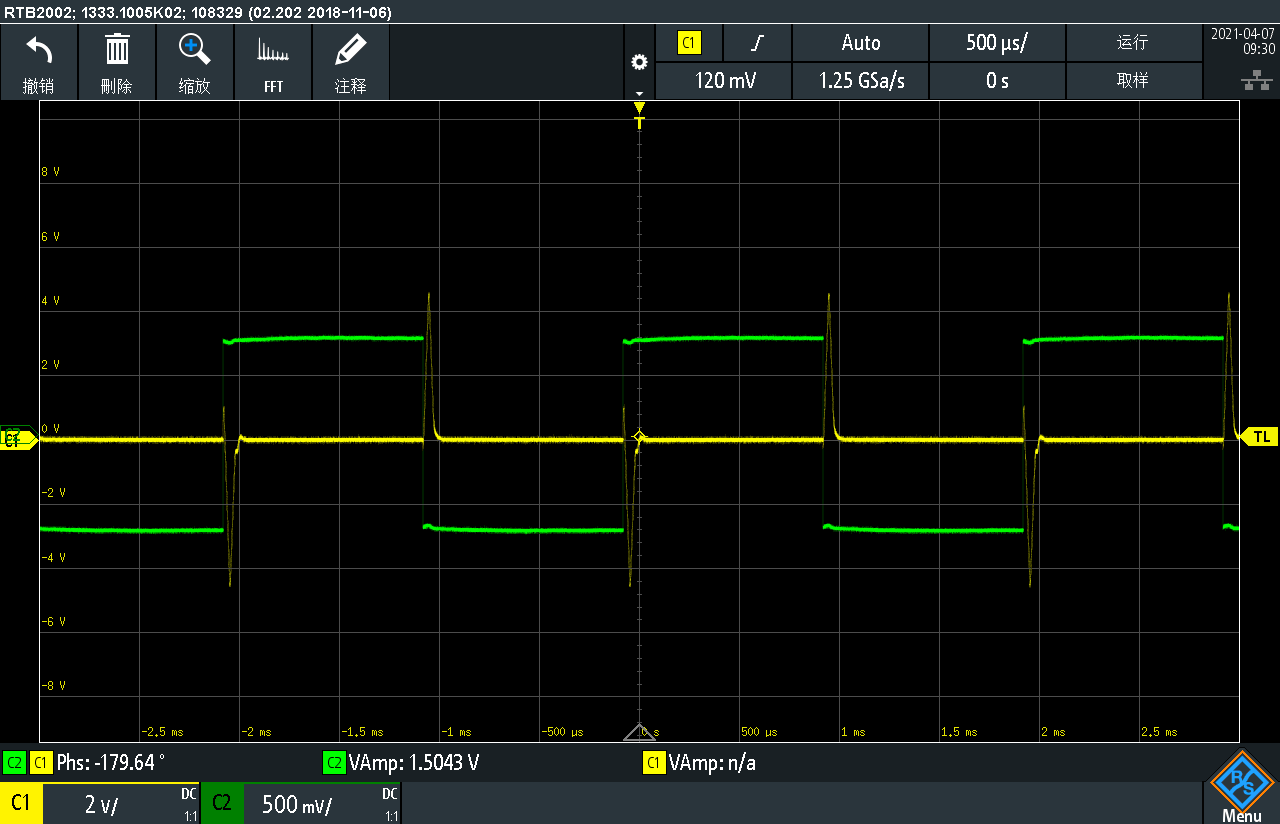 RTB2002; 1333.1005K02; 108329 (02.202 2018-11-06)
撤销 删除 缩放 FFT 注释
C1 Auto 500 µs/ 运行
120 mV 1.25 GSa/s 0 s 取样
2021-04-07
09:30
T
8 V
6 V
4 V
2 V
0 V
C1
TL
-2 V
-4 V
-6 V
-8 V
-2.5 ms -2 ms -1.5 ms -1 ms -500 µs 0 s 500 µs 1 ms 1.5 ms 2 ms 2.5 ms
C2 C1 Phs: -179.64 ° C2 VAmp: 1.5043 V C1 VAmp: n/a
C1 2 V/ DC 1:1 C2 500 mV/ DC 1:1
R S
Menu